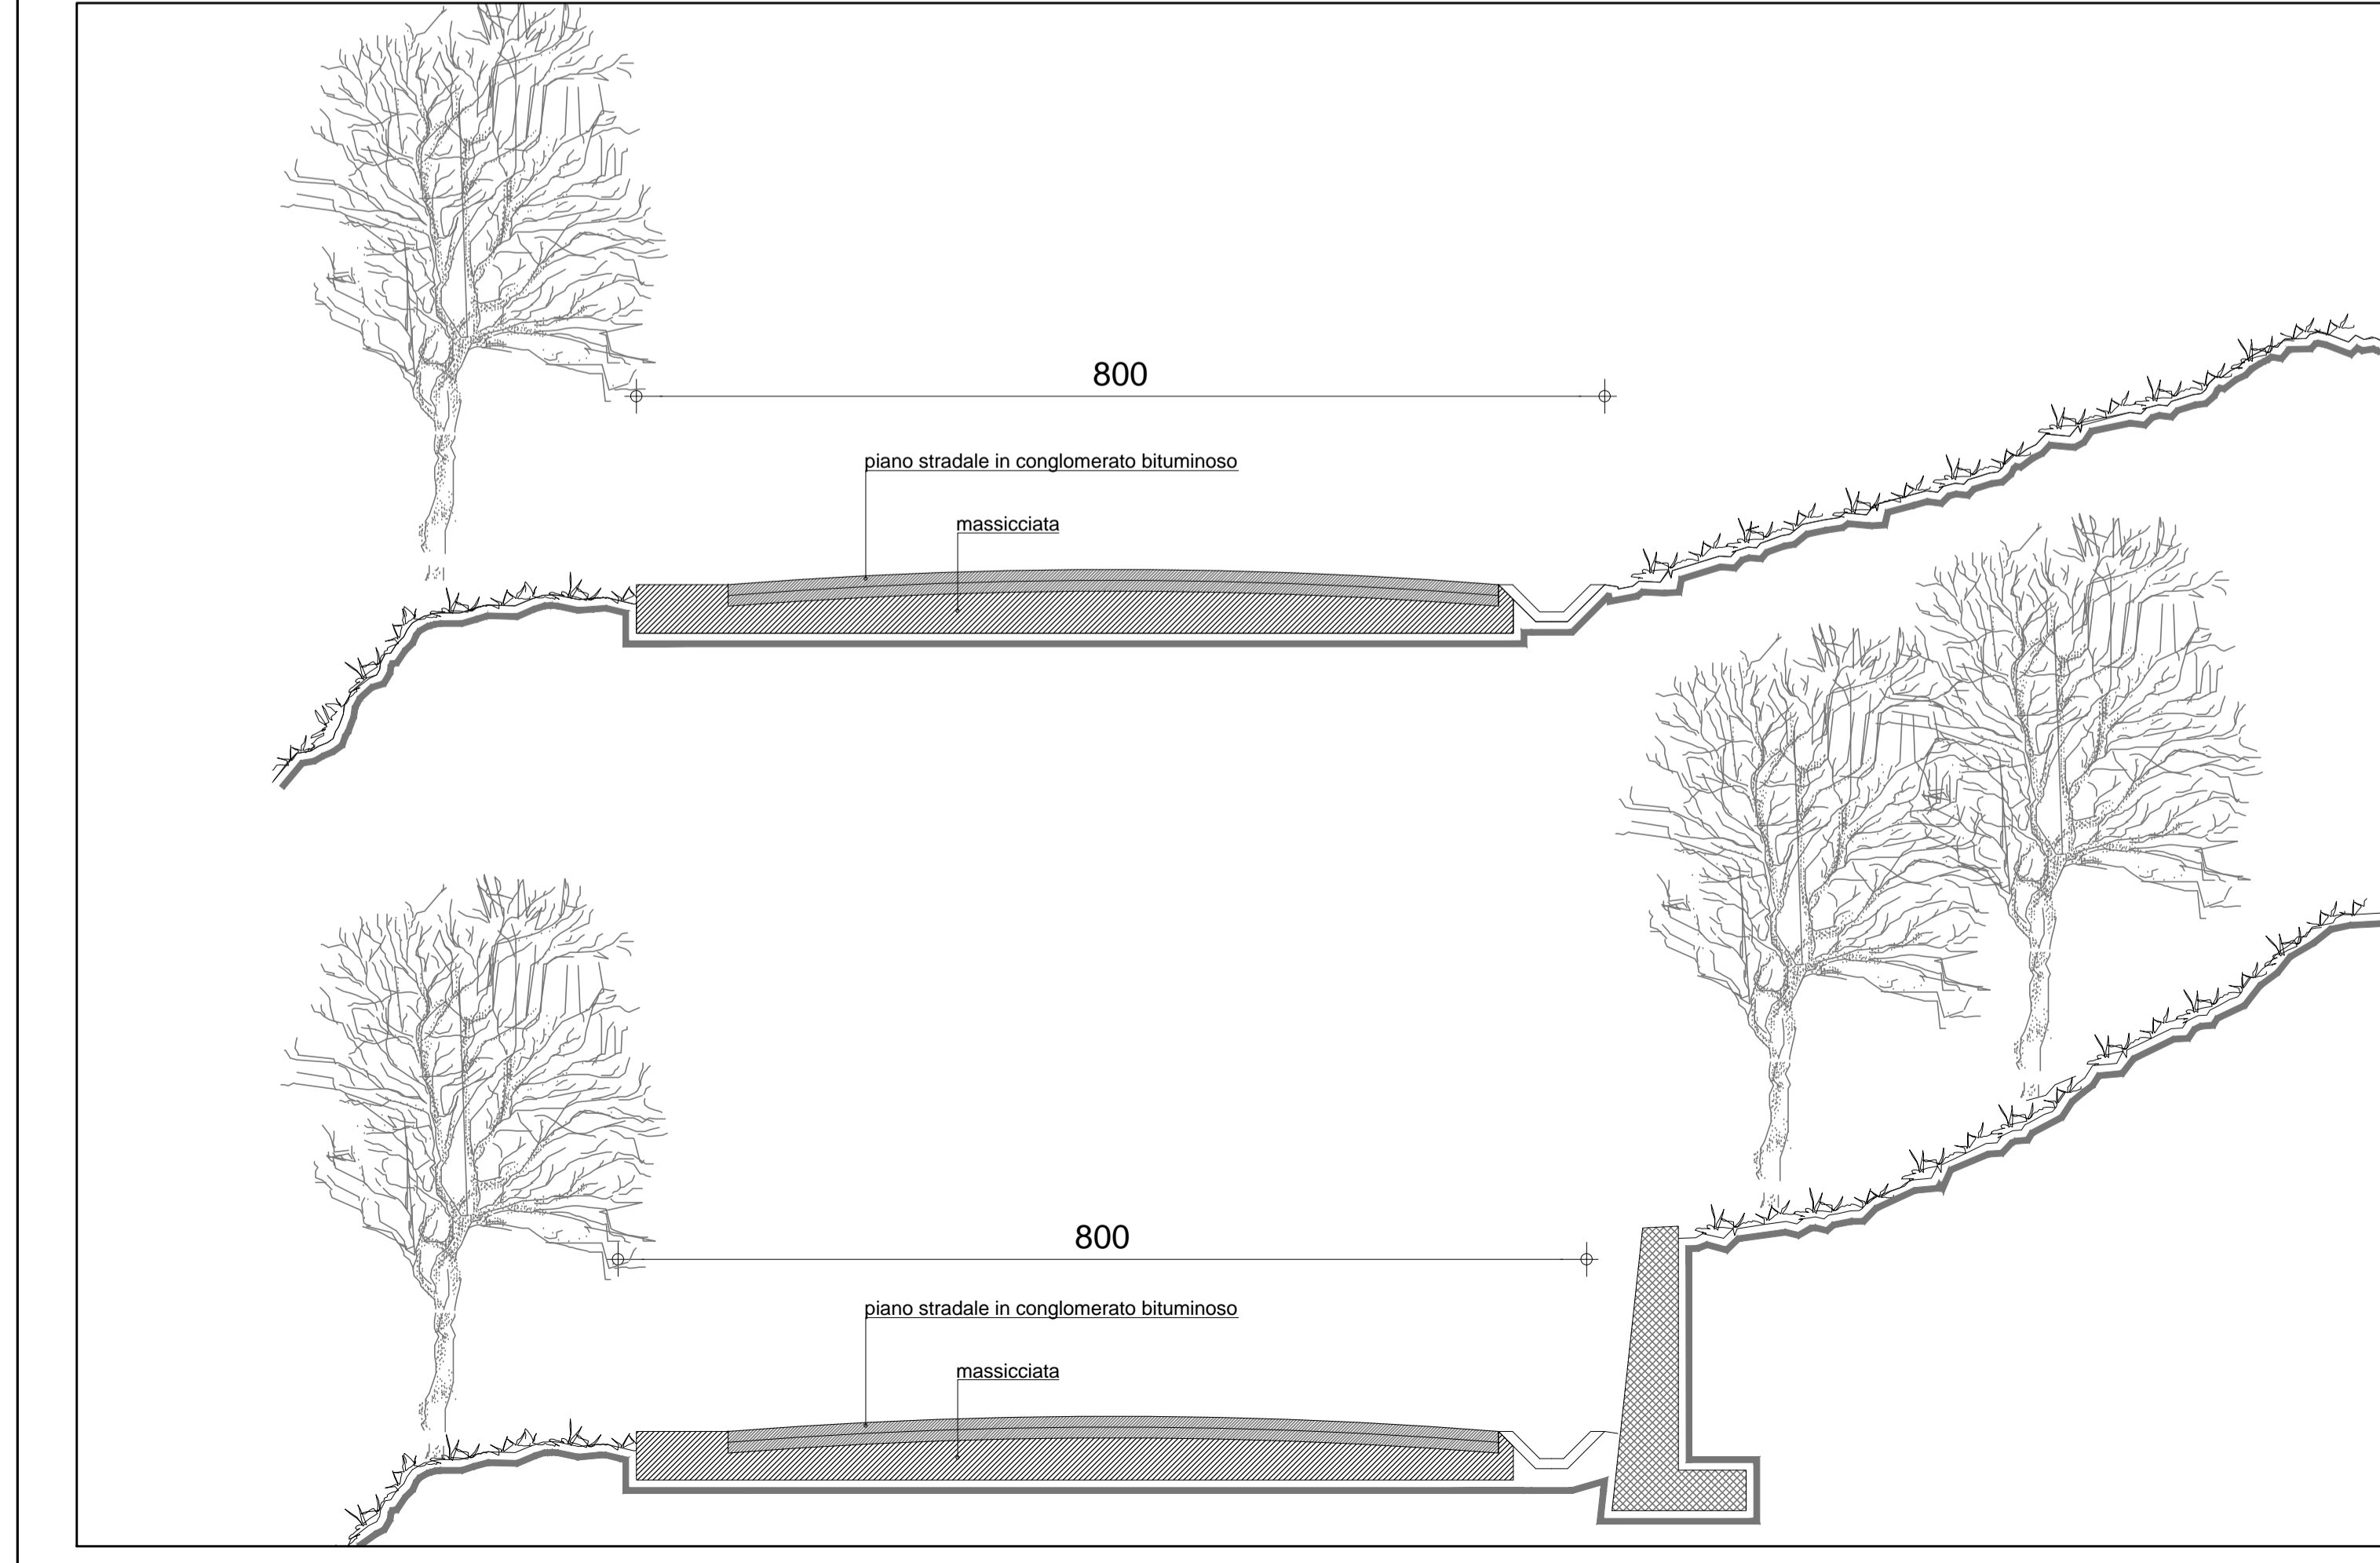 800
piano stradale in conglomerato bituminoso
massicciata
800
piano stradale in conglomerato bituminoso
massicciata